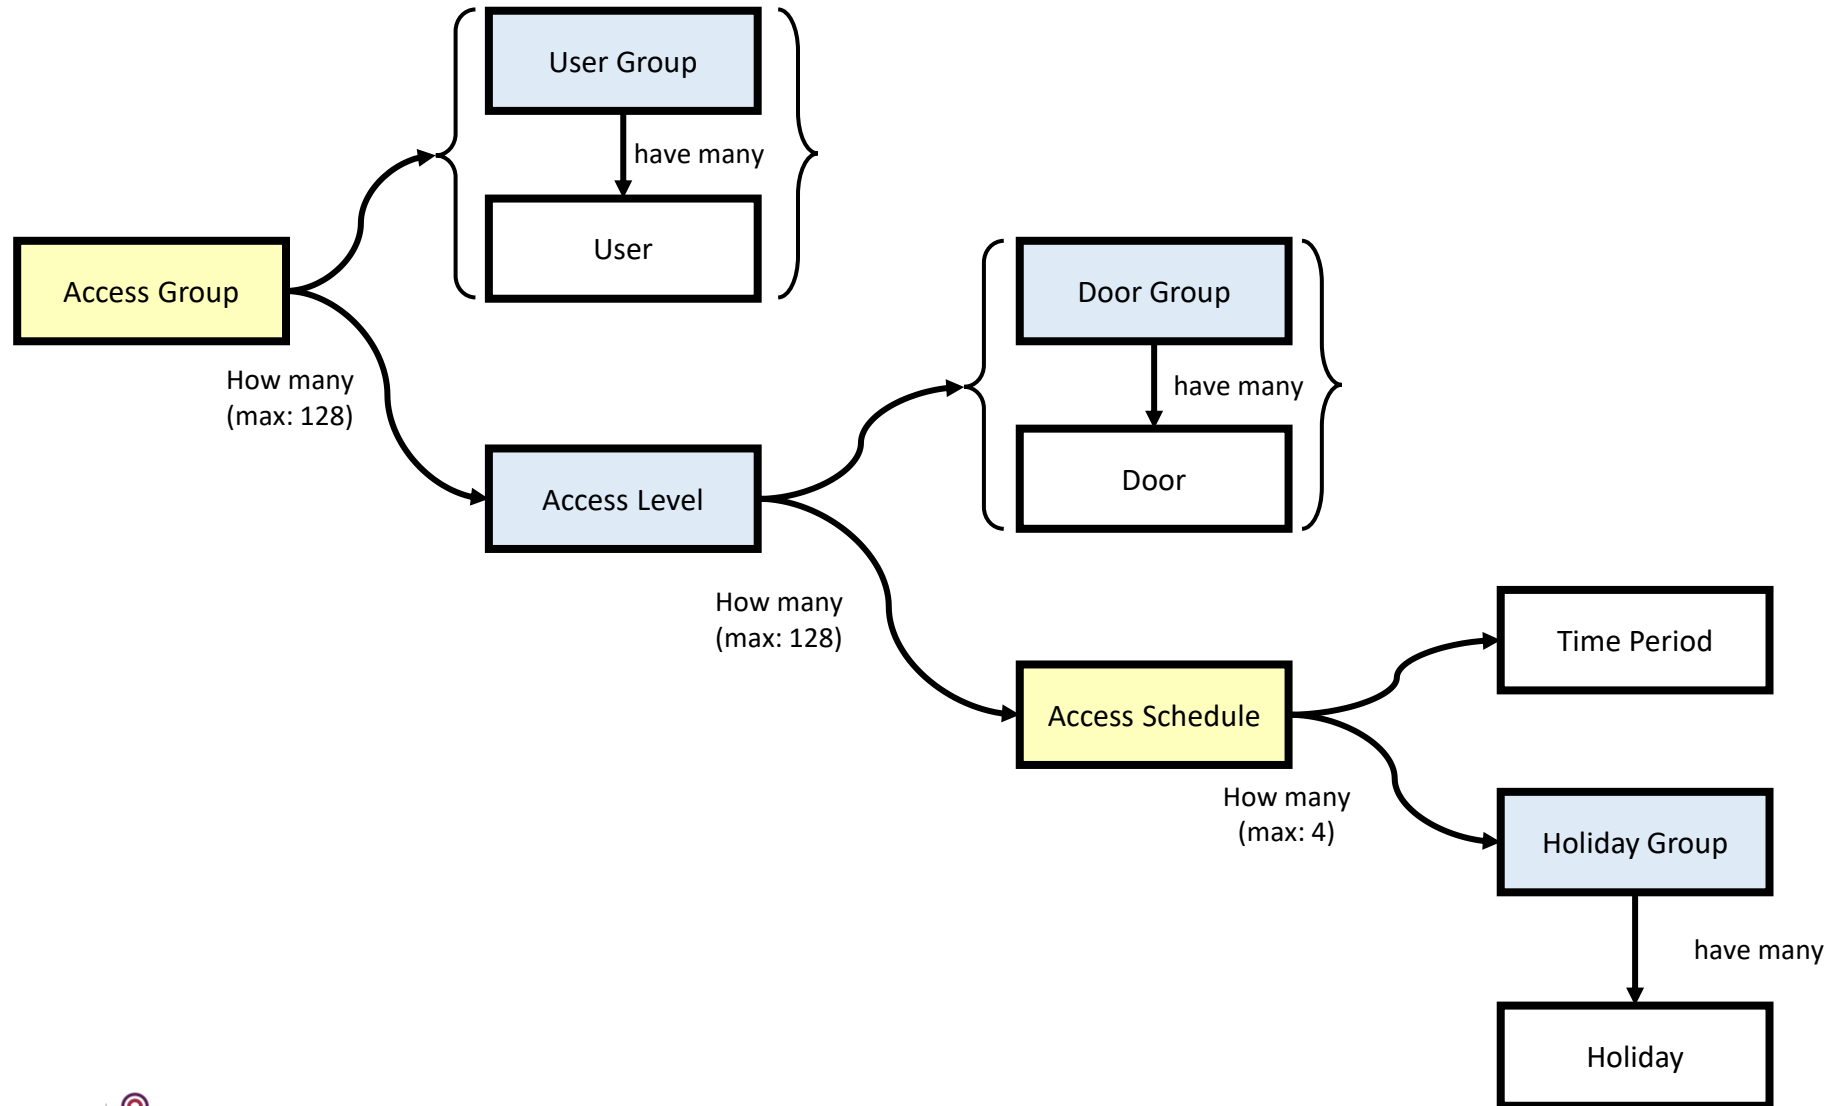 User Group
have many
User
Access Group
Door Group
How many
(max: 128)
have many
Access Level
Door
How many
(max: 128)
Time Period
Access Schedule
How many
(max: 4)
Holiday Group
have many
Holiday